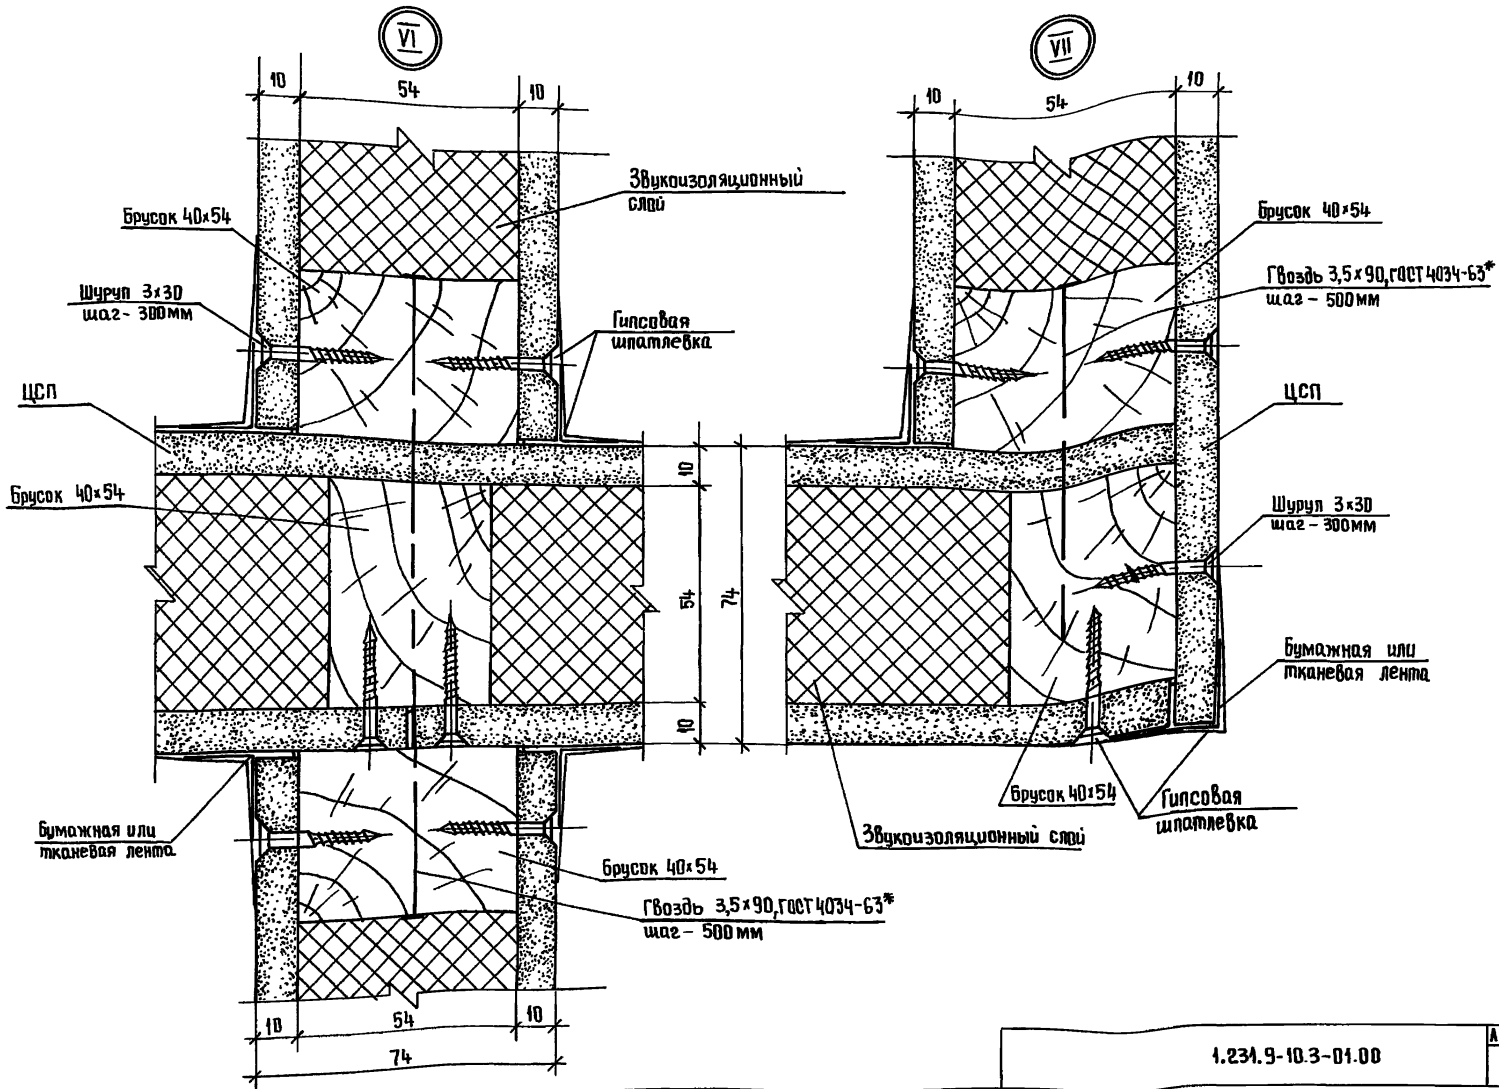 VI
10
54
10
Звукоизоляционный
слой
Брусок 40×54
Шуруп 3×30
шаг - 300мм
Гипсовая
шпатлевка
ЦСП
Брусок 40×54
10
54
10
74
Бумажная или
тканевая лента
Брусок 40×54
Гвоздь 3,5×90, ГОСТ 4034-63*
шаг - 500мм
10
54
10
74
VII
10
54
10
Брусок 40×54
Гвоздь 3,5×90, ГОСТ 4034-63*
шаг - 500мм
ЦСП
Шуруп 3×30
шаг - 300мм
Бумажная или
тканевая лента
Брусок 40×54
Гипсовая
шпатлевка
Звукоизоляционный слой
1.231.9-10.3-01.00